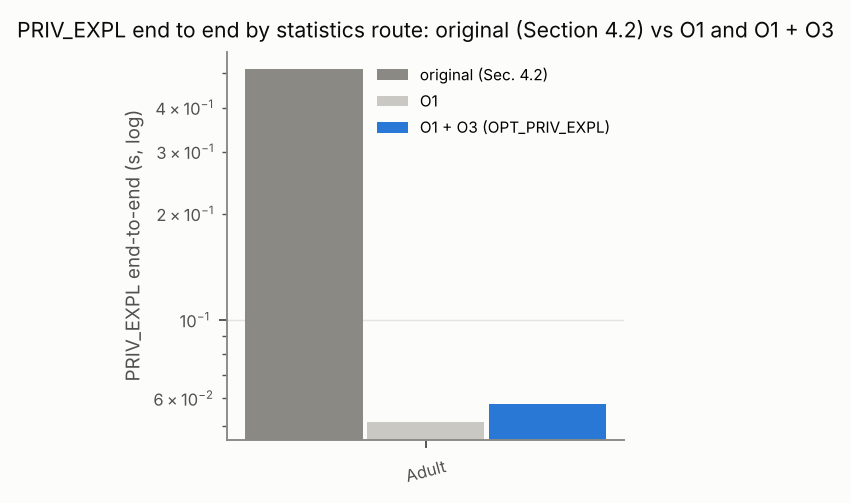 PRIV_EXPL end to end by statistics route: original (Section 4.2) vs O1 and O1 + O3
original (Sec. 4.2)
O1
O1 + O3 (OPT_PRIV_EXPL)
PRIV_EXPL end-to-end (s, log)
4 × 10⁻¹
3 × 10⁻¹
2 × 10⁻¹
10⁻¹
6 × 10⁻²
Adult